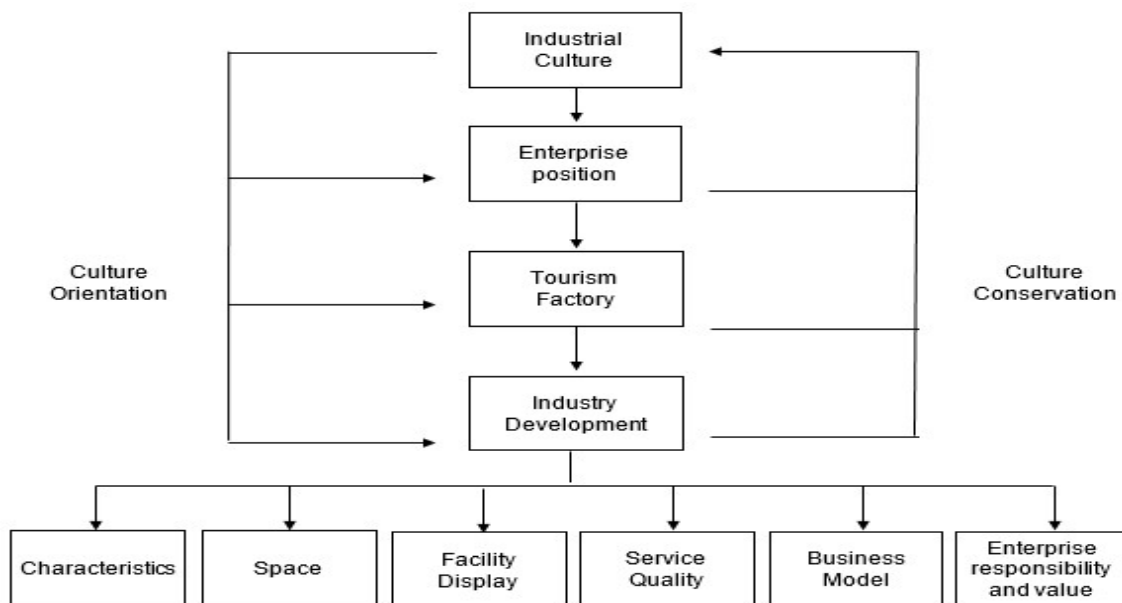 Industrial
Culture
Enterprise
position
Culture
Orientation
Tourism
Factory
Culture
Conservation
Industry
Development
Characteristics
Space
Facility
Display
Service
Quality
Business
Model
Enterprise
responsibility
and value